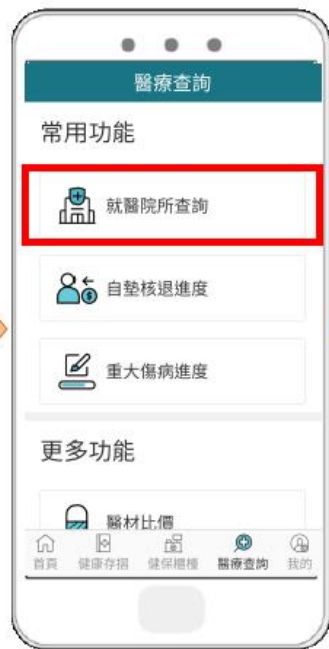 醫療查詢
常用功能
就醫院所查詢
自墊核退進度
重大傷病進度
更多功能
醫材比價
首頁 健康存摺 健保櫃檯 醫療查詢 我的